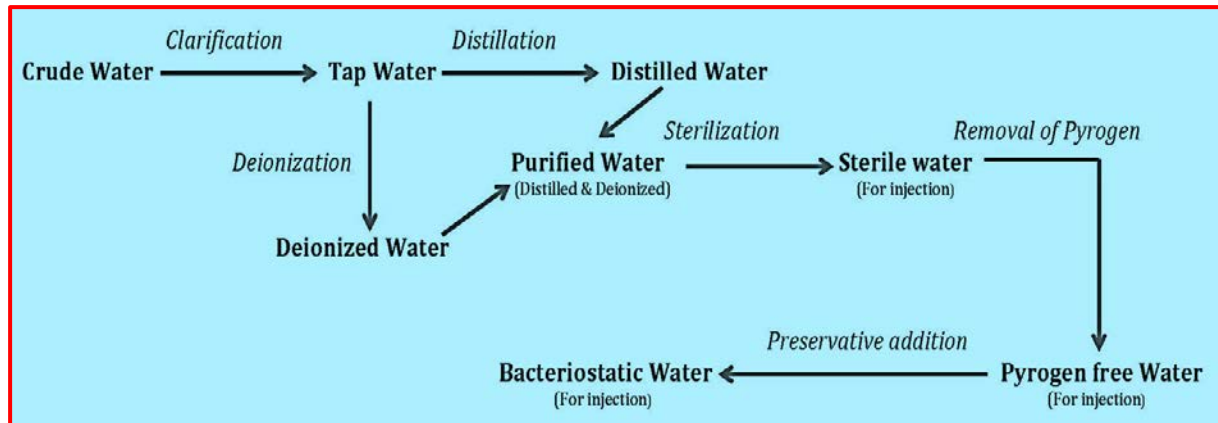 Clarification
Distillation
Crude Water
Tap Water
Distilled Water
Sterilization
Removal of Pyrogen
Deionization
Purified Water
(Distilled & Deionized)
Sterile water
(For injection)
Deionized Water
Preservative addition
Bacteriostatic Water
(For injection)
Pyrogen free Water
(For injection)